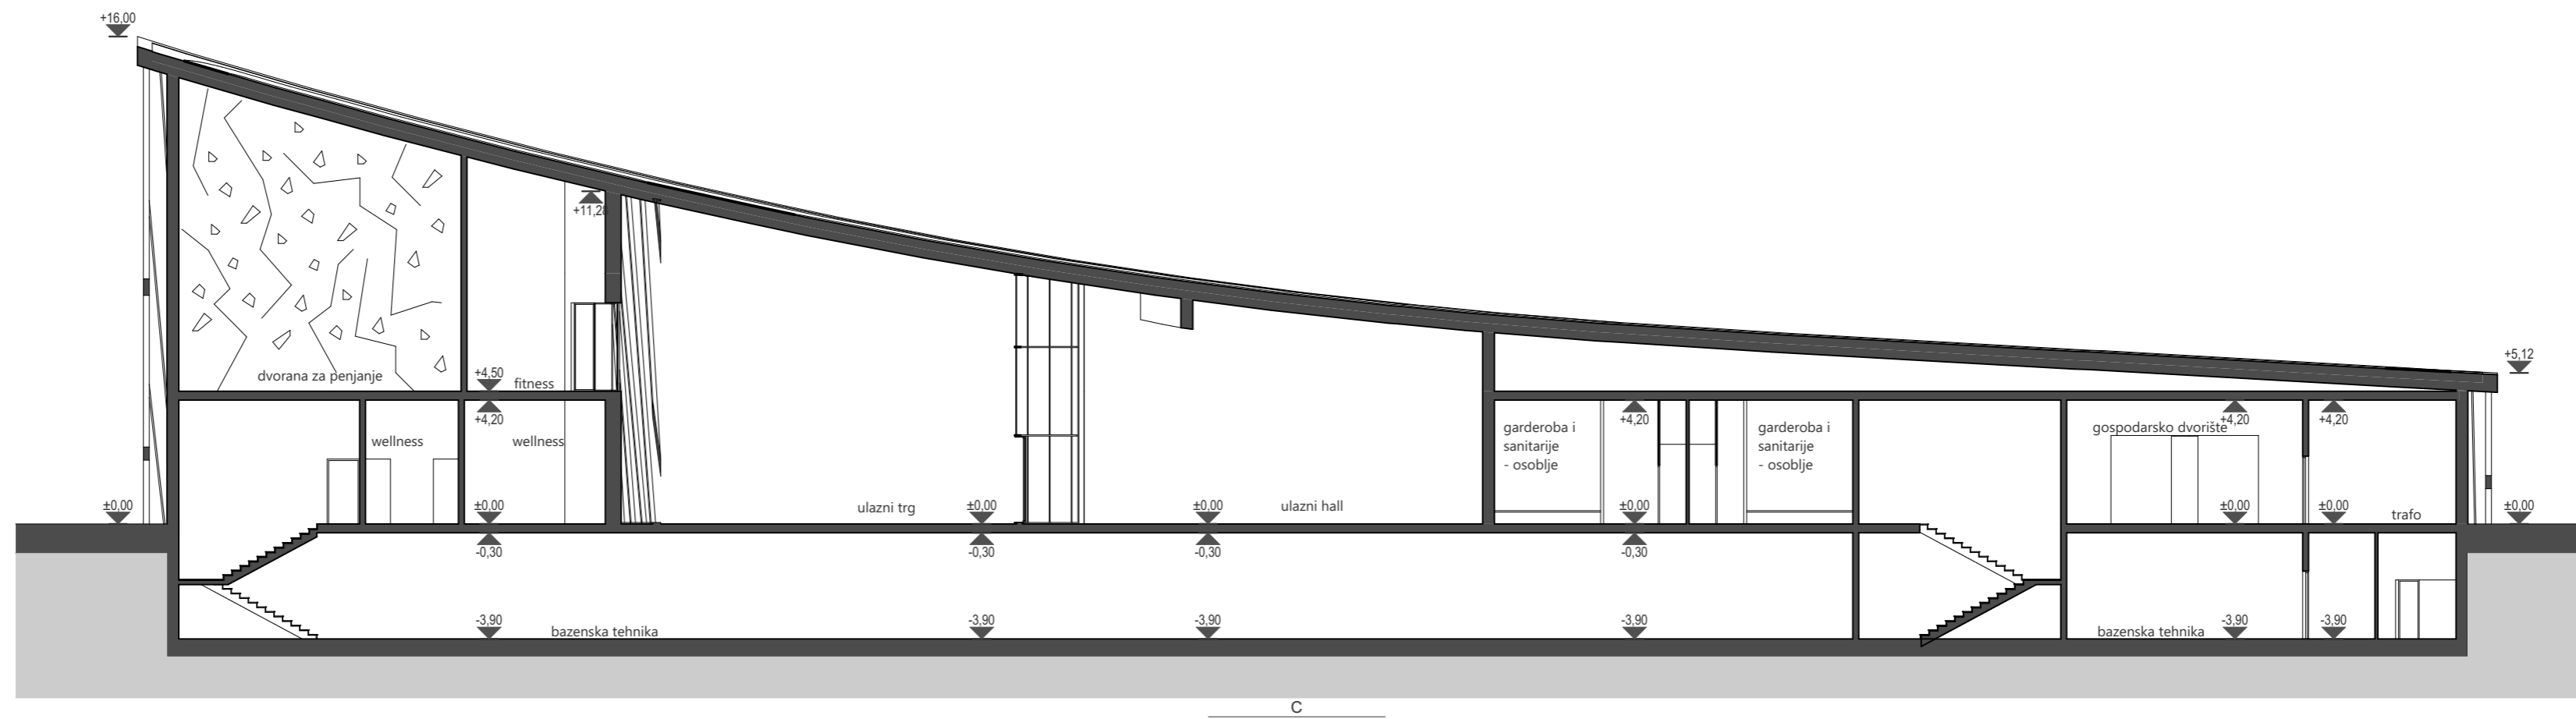 +16,00
+11,28
+5,12
dvorana za penjanje
+4,50
fitness
+4,20
wellness
wellness
garderoba i
sanitarije
- osoblje
+4,20
garderoba i
sanitarije
- osoblje
gospodarsko dvorište
+4,20
+4,20
±0,00
±0,00
ulazni trg
±0,00
±0,00
ulazni hall
±0,00
±0,00
±0,00
trafo
±0,00
-0,30
-0,30
-0,30
-0,30
-3,90
bazenska tehnika
-3,90
-3,90
-3,90
bazenska tehnika
-3,90
-3,90
C